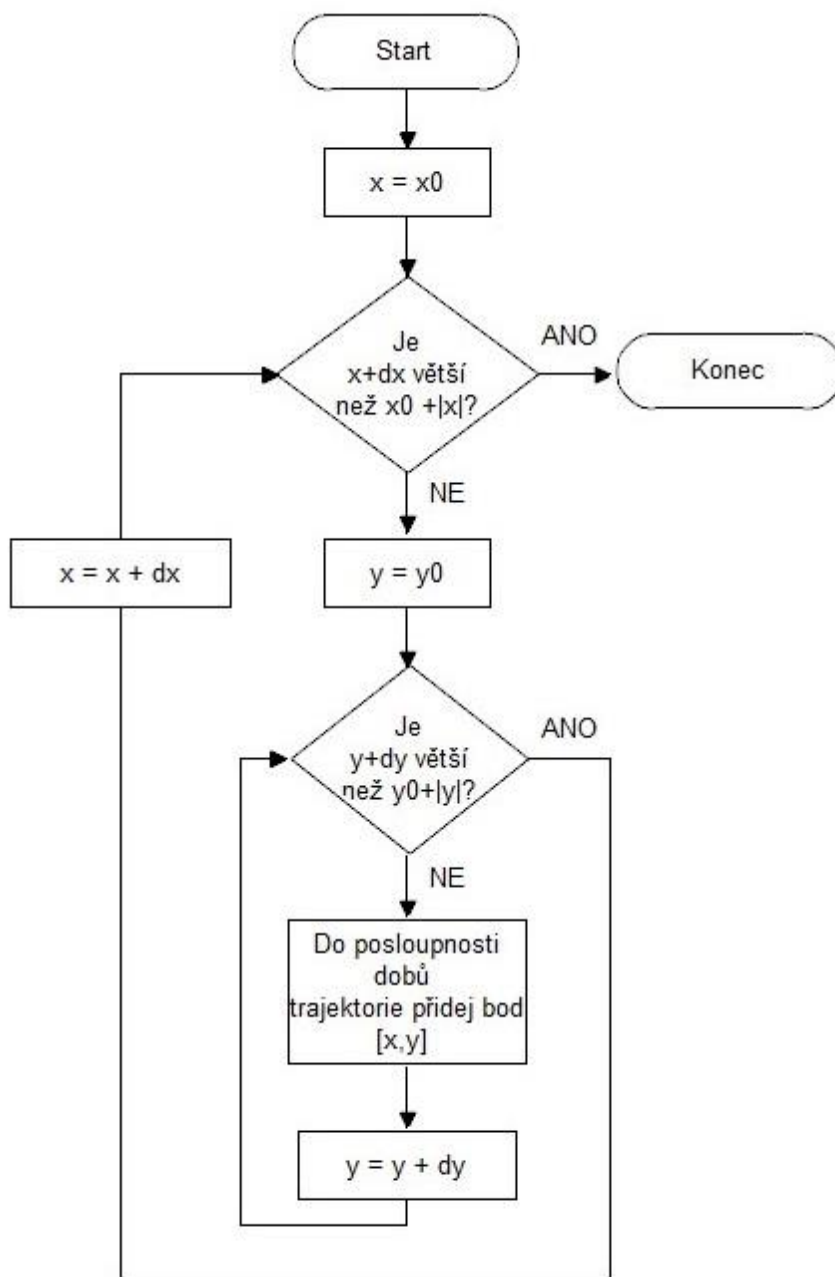 Start
x = x0
Je
x+dx větší
než x0 +|x|?
ANO
Konec
NE
x = x + dx
y = y0
Je
y+dy větší
než y0+|y|?
ANO
NE
Do posloupnosti
dobů
trajektorie přidej bod
[x,y]
y = y + dy